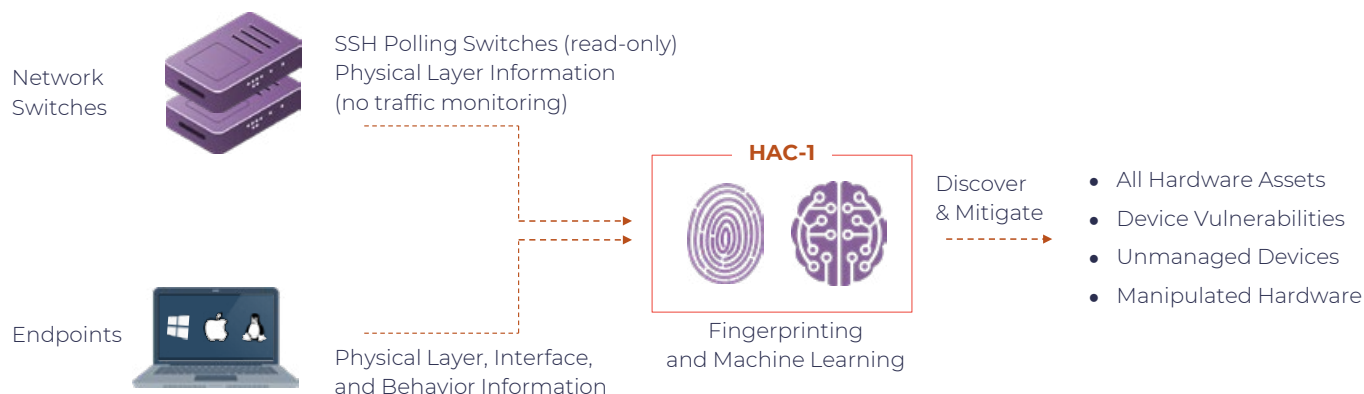 Network
Switches
SSH Polling Switches (read-only)
Physical Layer Information
(no traffic monitoring)
Endpoints
Physical Layer, Interface,
and Behavior Information
HAC-1
Fingerprinting
and Machine Learning
Discover
& Mitigate
• All Hardware Assets
• Device Vulnerabilities
• Unmanaged Devices
• Manipulated Hardware